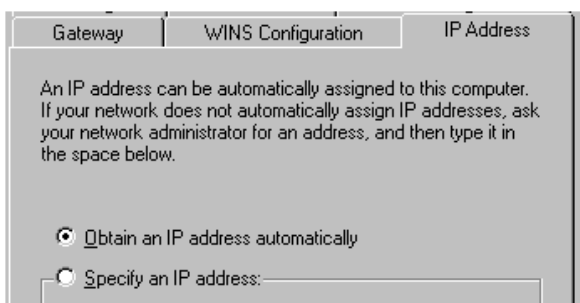 Gateway WINS Configuration IP Address
An IP address can be automatically assigned to this computer.
If your network does not automatically assign IP addresses, ask
your network administrator for an address, and then type it in
the space below.
Obtain an IP address automatically
Specify an IP address: